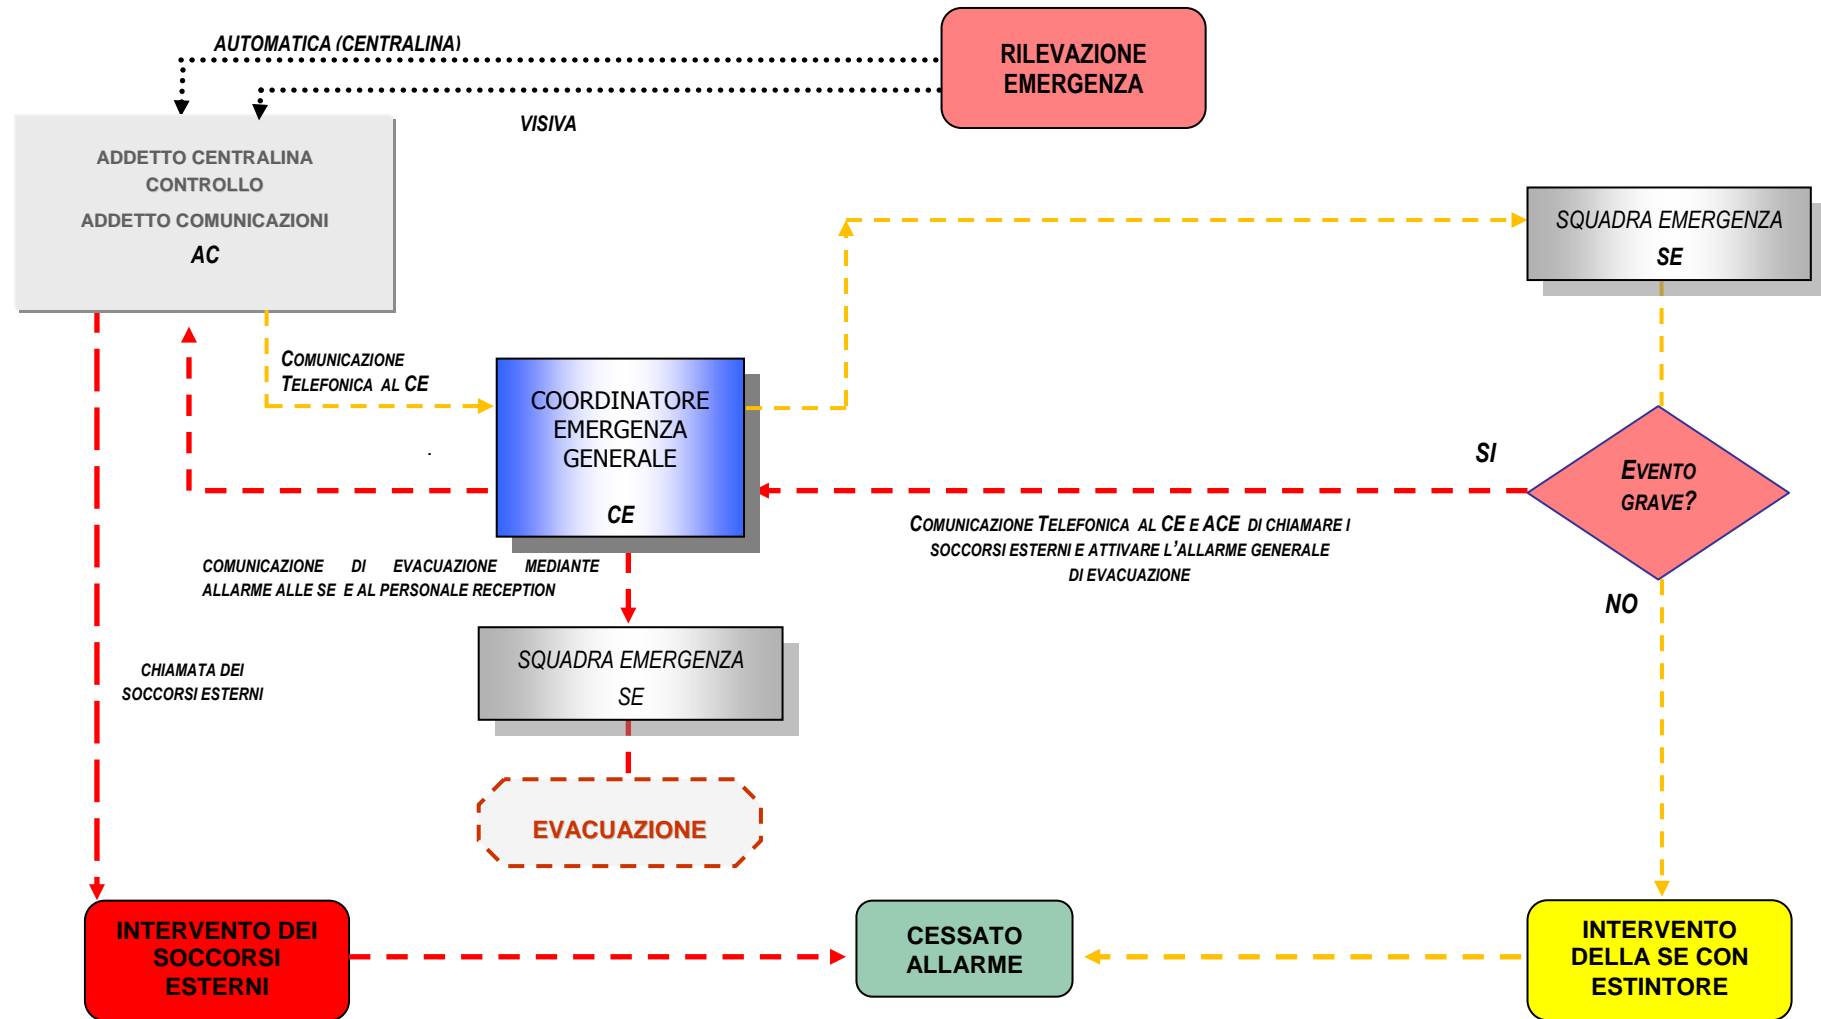 AUTOMATICA (CENTRALINA)
RILEVAZIONE
EMERGENZA
VISIVA
ADDETTO CENTRALINA
CONTROLLO
ADDETTO COMUNICAZIONI
AC
SQUADRA EMERGENZA
SE
COMUNICAZIONE
TELEFONICA AL CE
COORDINATORE
EMERGENZA
GENERALE
CE
SI
EVENTO
GRAVE?
COMUNICAZIONE TELEFONICA AL CE E ACE DI CHIAMARE I
SOCCORSI ESTERNI E ATTIVARE L'ALLARME GENERALE
DI EVACUAZIONE
COMUNICAZIONE DI EVACUAZIONE MEDIANTE
ALLARME ALLE SE E AL PERSONALE RECEPTION
NO
SQUADRA EMERGENZA
SE
CHIAMATA DEI
SOCCORSI ESTERNI
EVACUAZIONE
INTERVENTO DEI
SOCCORSI
ESTERNI
CESSATO
ALLARME
INTERVENTO
DELLA SE CON
ESTINTORE